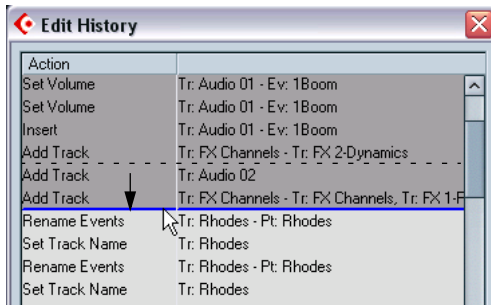 Edit History
Action
Set Volume Tr: Audio 01 - Ev: 1Boom
Set Volume Tr: Audio 01 - Ev: 1Boom
Insert Tr: Audio 01 - Ev: 1Boom
Add Track Tr: FX Channels - Tr: FX 2-Dynamics
Add Track Tr: Audio 02
Add Track Tr: FX Channels - Tr: FX Channels, Tr: FX 1-F
Rename Events Tr: Rhodes - Pt: Rhodes
Set Track Name Tr: Rhodes
Rename Events Tr: Rhodes - Pt: Rhodes
Set Track Name Tr: Rhodes